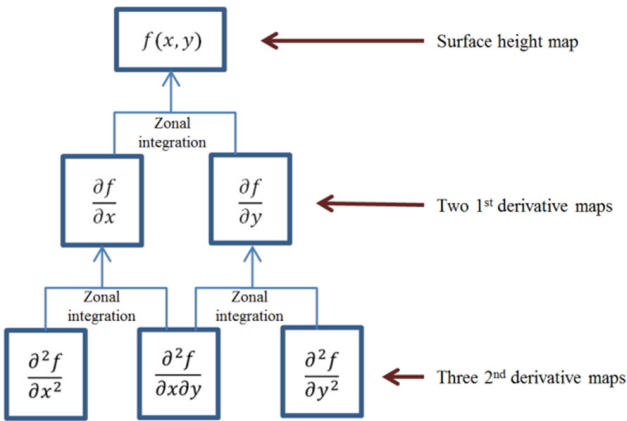 f(x, y)
Surface height map
Zonal
integration
∂f
∂x
∂f
∂y
Two 1st derivative maps
Zonal
integration
Zonal
integration
∂²f
∂x²
∂²f
∂x∂y
∂²f
∂y²
Three 2nd derivative maps